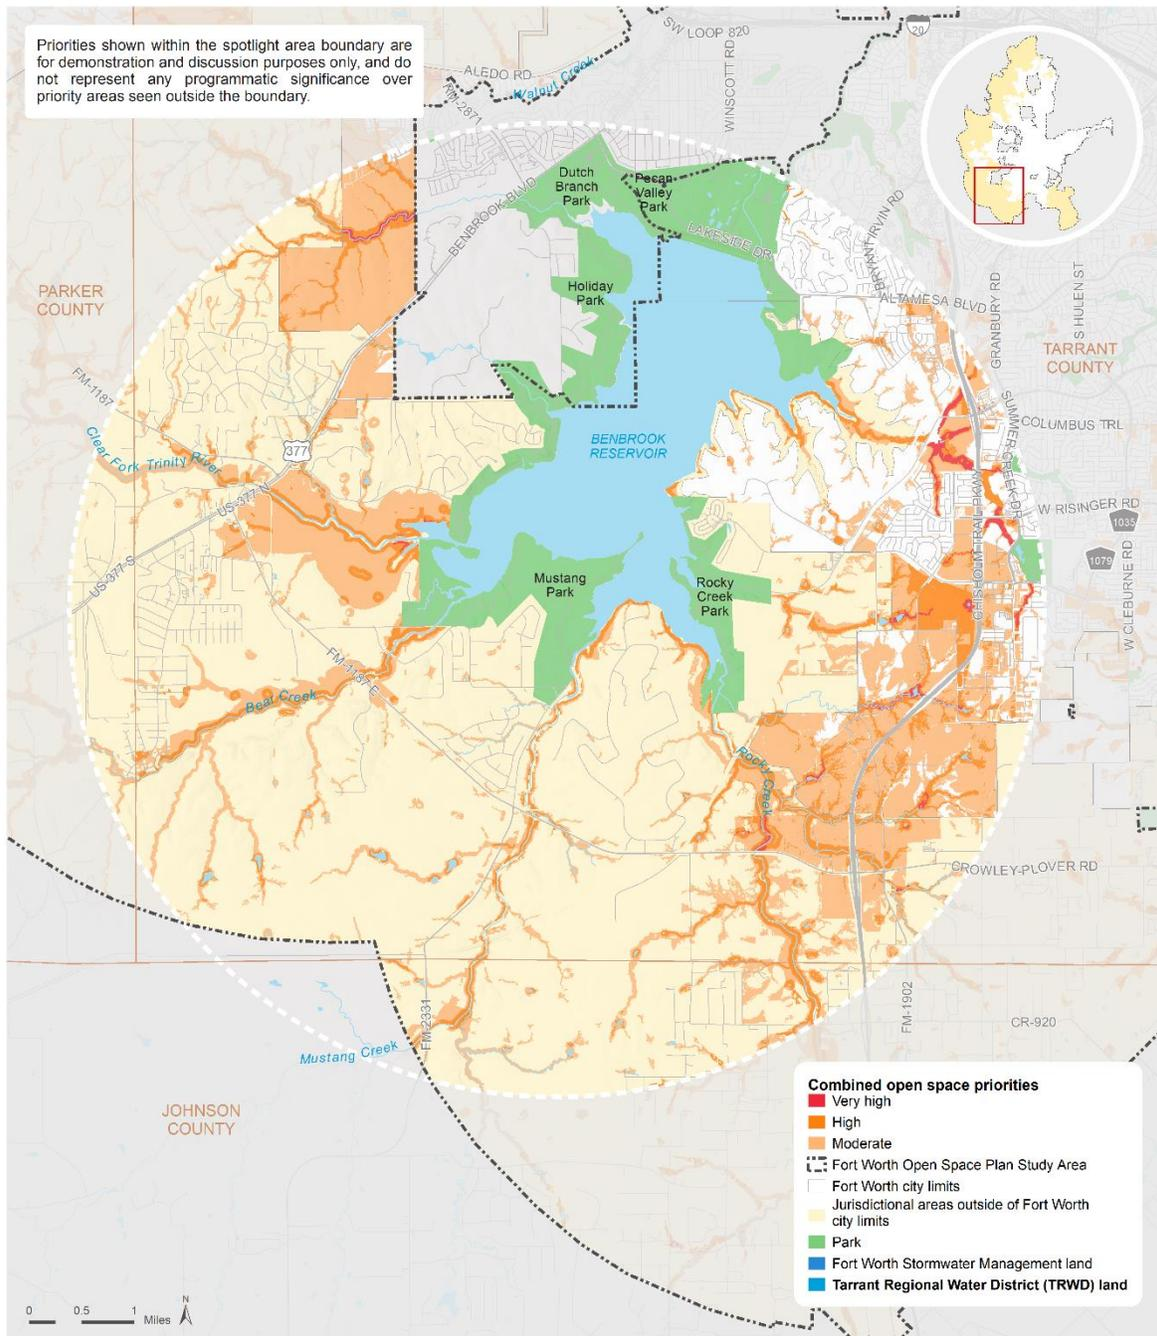 Priorities shown within the spotlight area boundary are
for demonstration and discussion purposes only, and do
not represent any programmatic significance over
priority areas seen outside the boundary.
SW LOOP 820
20
ALEDO RD
Walnut Creek
FM-2871
WINSCOTT RD
Dutch
Branch
Park
Pecan
Valley
Park
BENBROOK BLVD
LAKESIDE DR
BRYANT-IRVIN RD
PARKER
COUNTY
Holiday
Park
ALTAMESA BLVD
GRANBURY RD
S HULEN ST
TARRANT
COUNTY
FM-1187
SUMMER CREEK DR
COLUMBUS TRL
Clear Fork Trinity River
377
BENBROOK
RESERVOIR
US-377 N
CHISHOLM TRAIL PKWY
W RISINGER RD
1035
1079
US-377 S
Mustang
Park
Rocky
Creek
Park
W CLEBURNE RD
FM-1187 E
Bear Creek
Rocky Creek
CROWLEY-PLOVER RD
FM-2331
FM-1902
CR-920
Mustang Creek
JOHNSON
COUNTY
Combined open space priorities
Very high
High
Moderate
Fort Worth Open Space Plan Study Area
Fort Worth city limits
Jurisdictional areas outside of Fort Worth
city limits
Park
Fort Worth Stormwater Management land
Tarrant Regional Water District (TRWD) land
0 0.5 1 Miles
N